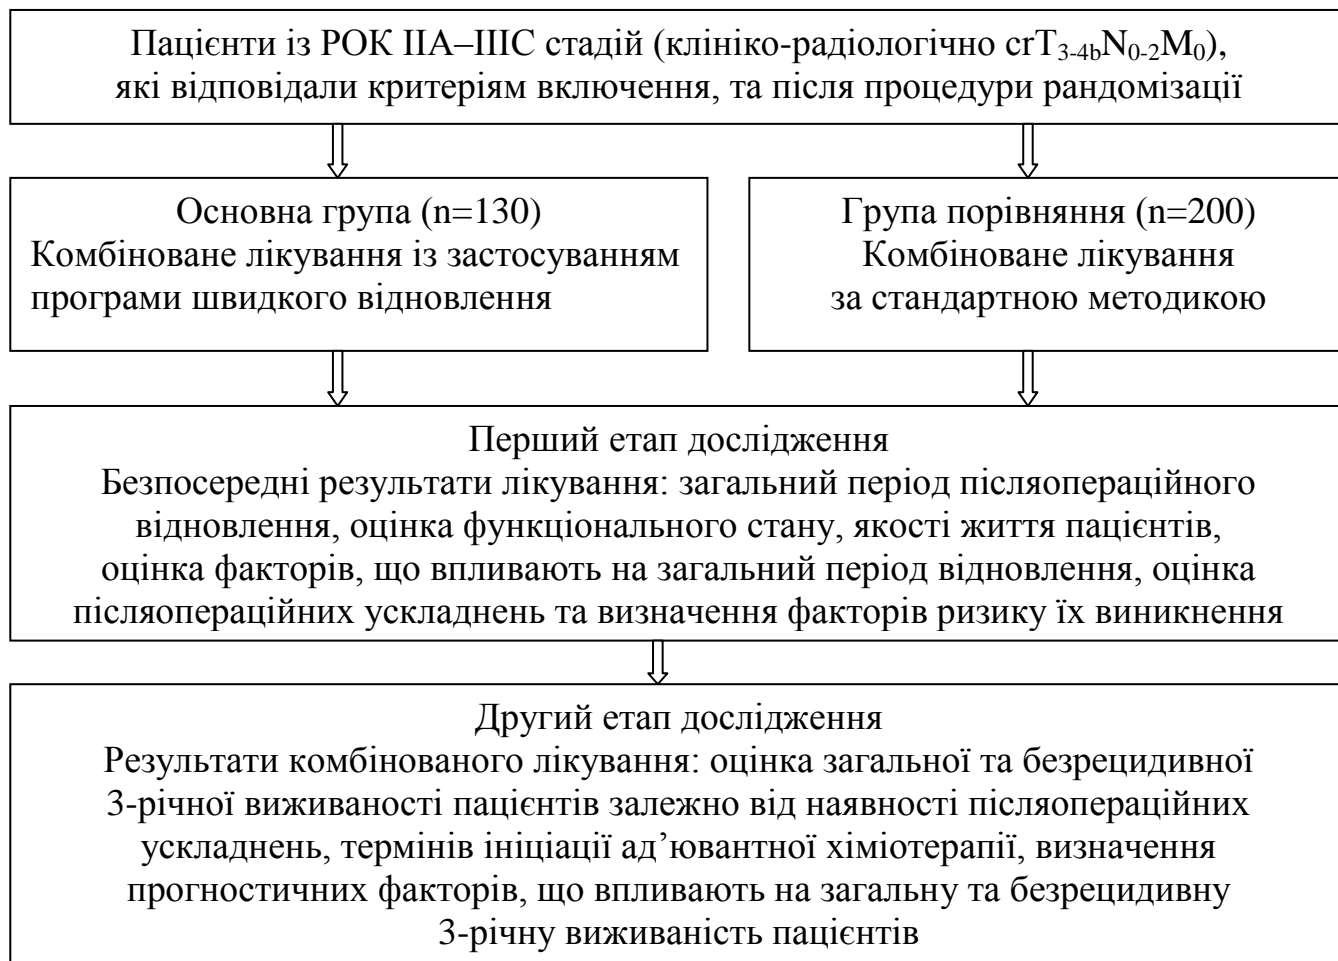 Пацієнти із РОК IIA–IIIC стадій (клініко-радіологічно crT3-4bN0-2M0),
які відповідали критеріям включення, та після процедури рандомізації
Основна група (n=130)
Комбіноване лікування із застосуванням
програми швидкого відновлення
Група порівняння (n=200)
Комбіноване лікування
за стандартною методикою
Перший етап дослідження
Безпосередні результати лікування: загальний період післяопераційного
відновлення, оцінка функціонального стану, якості життя пацієнтів,
оцінка факторів, що впливають на загальний період відновлення, оцінка
післяопераційних ускладнень та визначення факторів ризику їх виникнення
Другий етап дослідження
Результати комбінованого лікування: оцінка загальної та безрецидивної
3-річної виживаності пацієнтів залежно від наявності післяопераційних
ускладнень, термінів ініціації ад’ювантної хіміотерапії, визначення
прогностичних факторів, що впливають на загальну та безрецидивну
3-річну виживаність пацієнтів